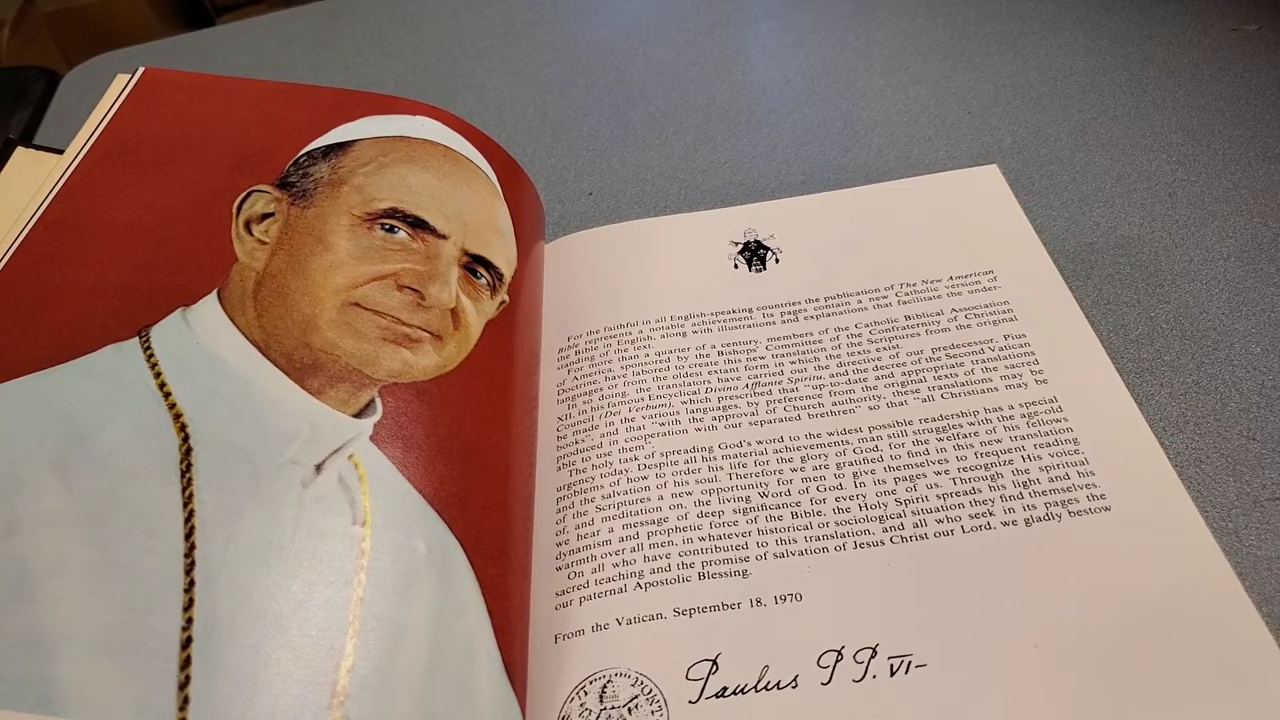 For the faithful in all English-speaking countries the publication of The New American
Bible represents a notable achievement. Its pages contain a new Catholic version of
the Bible in English, along with illustrations and explanations that facilitate the under-
standing of the text.
For more than a quarter of a century, members of the Catholic Biblical Association
of America, sponsored by the Bishops' Committee of the Confraternity of Christian
Doctrine, have labored to create this new translation of the Scriptures from the original
languages or from the oldest extant form in which the texts exist.
In so doing, the translators have carried out the directive of our predecessor, Pius
XII, in his famous Encyclical Divino Afflante Spiritu, and the decree of the Second Vatican
Council (Dei Verbum), which prescribed that "up-to-date and appropriate translations
be made in the various languages, by preference from the original texts of the sacred
books", and that "with the approval of Church authority, these translations may be
produced in cooperation with our separated brethren" so that "all Christians may be
able to use them".
The holy task of spreading God's word to the widest possible readership has a special
urgency today. Despite all his material achievements, man still struggles with the age-old
problems of how to order his life for the glory of God, for the welfare of his fellows
and the salvation of his soul. Therefore we are gratified to find in this new translation
of the Scriptures a new opportunity for men to give themselves to frequent reading
of, and meditation on, the living Word of God. In its pages we recognize His voice,
we hear a message of deep significance for every one of us. Through the spiritual
dynamism and prophetic force of the Bible, the Holy Spirit spreads his light and his
warmth over all men, in whatever historical or sociological situation they find themselves.
On all who have contributed to this translation, and all who seek in its pages the
sacred teaching and the promise of salvation of Jesus Christ our Lord, we gladly bestow
our paternal Apostolic Blessing.
From the Vatican, September 18, 1970
Paulus PP. VI-